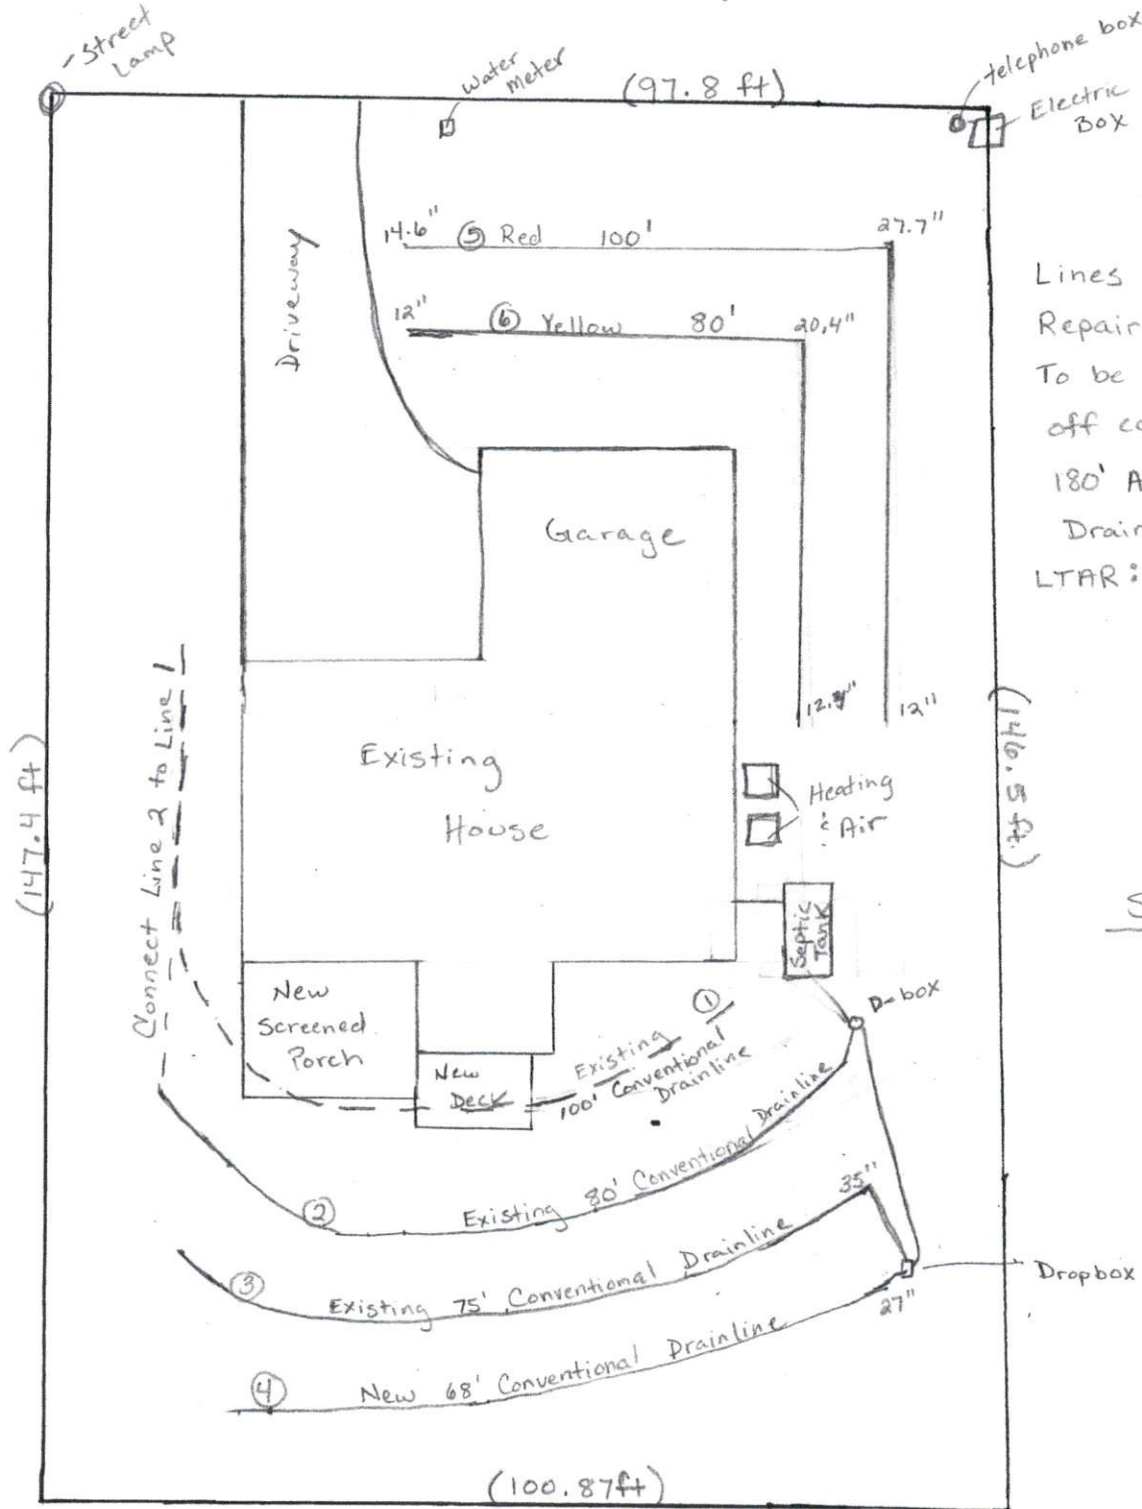 -Street
Lamp
water
meter
(97.8 ft)
telephone box
Electric
Box
14.6"
⑤ Red 100'
27.7"
12"
⑥ Yellow 80'
20.4"
Driveway
Lines
Repair
To be
off co
180' A
Drain
LTAR:
Garage
12."
12"
(147.4 ft)
(146.5 ft.)
Connect Line 2 to Line 1
Existing
House
Heating
& Air
Septic
Tank
S
D-box
New
Screened
Porch
New
Deck
①
Existing
100' Conventional
Drainline
② Existing 80' Conventional Drainline
35"
③ Existing 75' Conventional Drainline
Dropbox
27"
④ New 68' Conventional Drainline
(100.87ft)